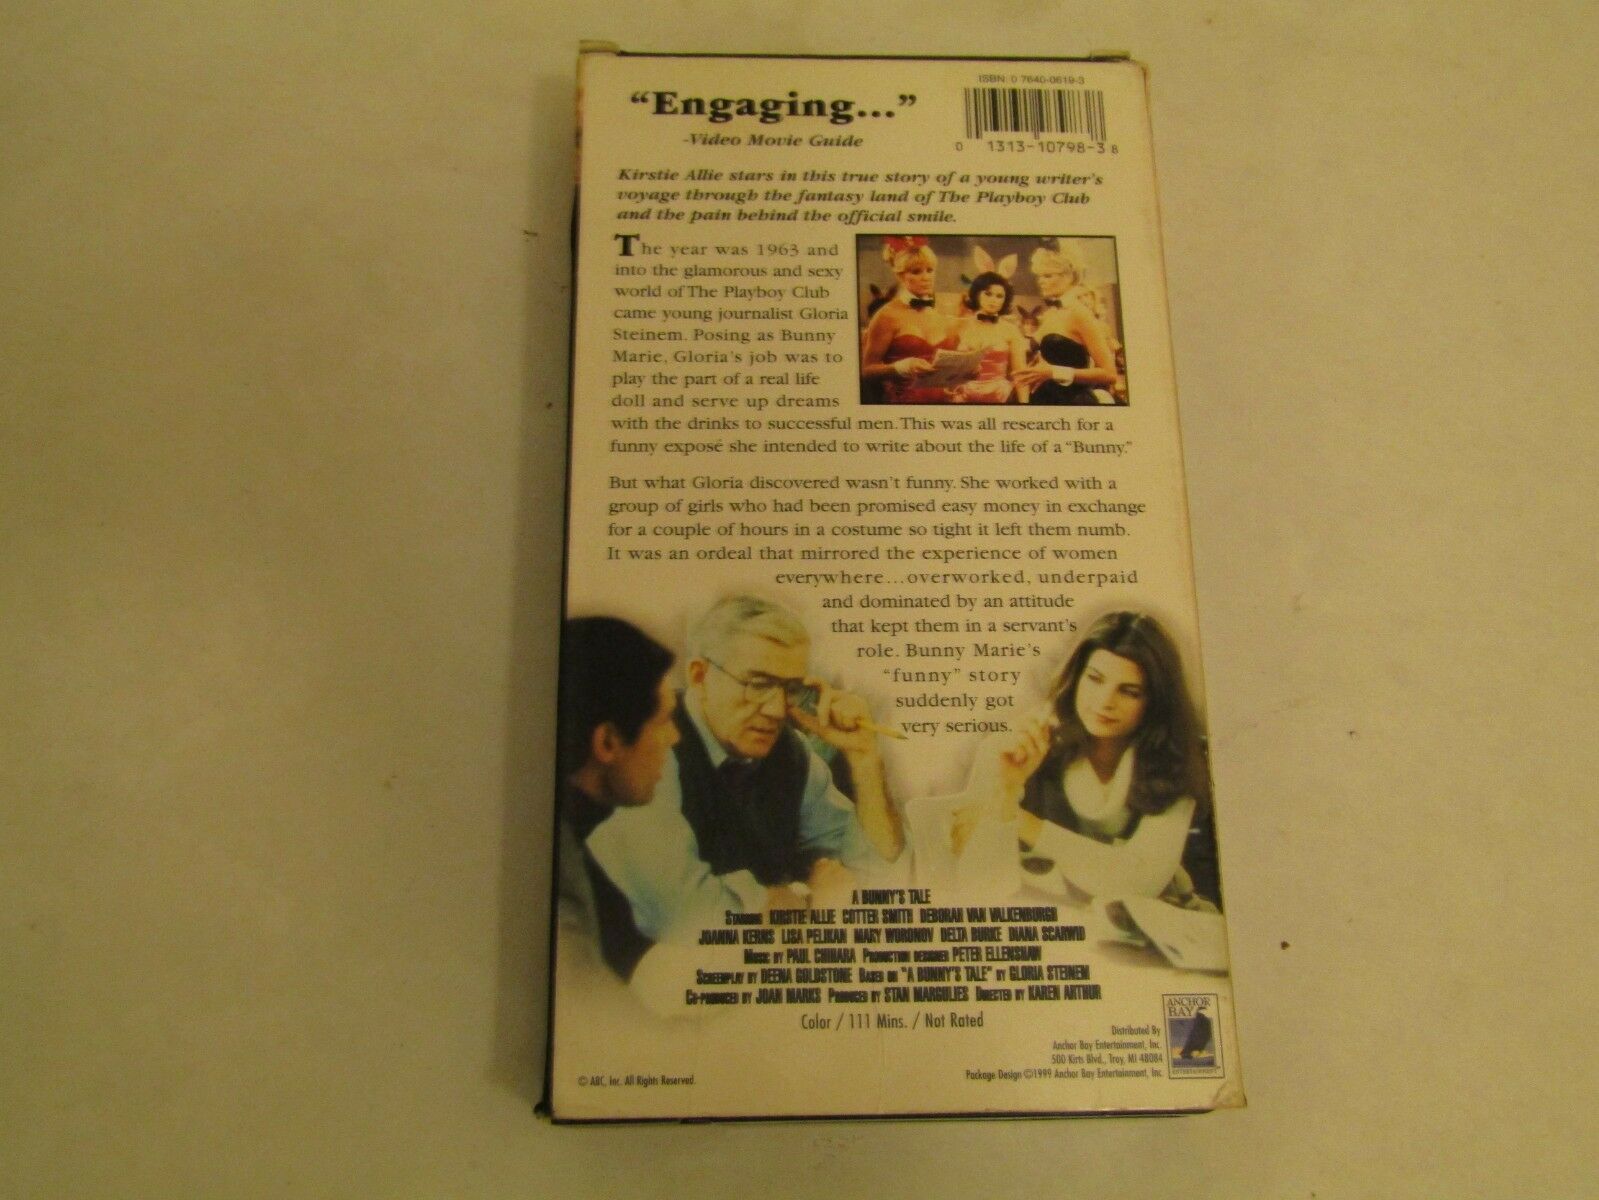 ISBN: 0 7640-0619-3
“Engaging...”
-Video Movie Guide
0 1313-10798-3 8
Kirstie Allie stars in this true story of a young writer's
voyage through the fantasy land of The Playboy Club
and the pain behind the official smile.
The year was 1963 and
into the glamorous and sexy
world of The Playboy Club
came young journalist Gloria
Steinem. Posing as Bunny
Marie, Gloria's job was to
play the part of a real life
doll and serve up dreams
with the drinks to successful men. This was all research for a
funny exposé she intended to write about the life of a “Bunny.”
But what Gloria discovered wasn't funny. She worked with a
group of girls who had been promised easy money in exchange
for a couple of hours in a costume so tight it left them numb.
It was an ordeal that mirrored the experience of women
everywhere...overworked, underpaid
and dominated by an attitude
that kept them in a servant's
role. Bunny Marie's
“funny” story
suddenly got
very serious.
A BUNNY'S TALE
STARRING KIRSTIE ALLIE COTTER SMITH DEBORAH VAN VALKENBURGH
JOANNA KERNS LISA PELIKAN MARY WORONOV DELTA BURKE DIANA SCARWID
MUSIC BY PAUL CHIHARA PRODUCTION DESIGNER PETER ELLENSHAW
SCREENPLAY BY DEENA GOLDSTONE BASED ON "A BUNNY'S TALE" BY GLORIA STEINEM
CO-PRODUCED BY JOAN MARKS PRODUCED BY STAN MARGULIES DIRECTED BY KAREN ARTHUR
Color / 111 Mins. / Not Rated
Distributed By
Anchor Bay Entertainment, Inc.
500 Kirts Blvd., Troy, MI 48084
Package Design ©1999 Anchor Bay Entertainment, Inc.
© ABC, Inc. All Rights Reserved.
ANCHOR
BAY
ENTERTAINMENT